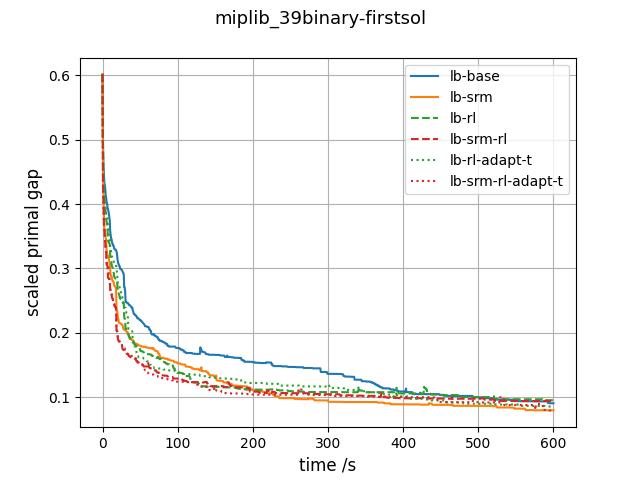 miplib_39binary-firstsol
lb-base
lb-srm
lb-rl
lb-srm-rl
lb-rl-adapt-t
lb-srm-rl-adapt-t
scaled primal gap
0.6
0.5
0.4
0.3
0.2
0.1
0 100 200 300 400 500 600
time /s